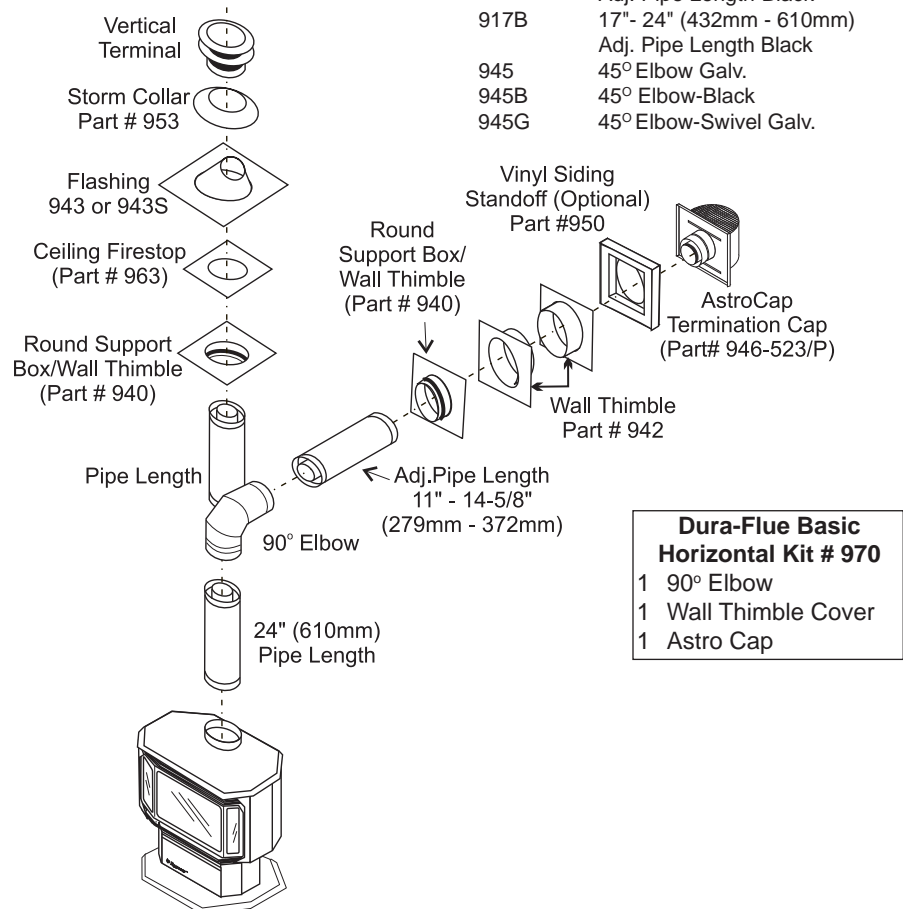 Adj. Pipe Length Black
917B 17"- 24" (432mm - 610mm)
Adj. Pipe Length Black
945 45° Elbow Galv.
945B 45° Elbow-Black
945G 45° Elbow-Swivel Galv.
Vertical
Terminal
Storm Collar
Part # 953
Flashing
943 or 943S
Ceiling Firestop
(Part # 963)
Round Support
Box/Wall Thimble
(Part # 940)
Pipe Length
90° Elbow
24" (610mm)
Pipe Length
Adj.Pipe Length
11" - 14-5/8"
(279mm - 372mm)
Round
Support Box/
Wall Thimble
(Part # 940)
Vinyl Siding
Standoff (Optional)
Part #950
AstroCap
Termination Cap
(Part# 946-523/P)
Wall Thimble
Part # 942
Dura-Flue Basic
Horizontal Kit # 970
1 90° Elbow
1 Wall Thimble Cover
1 Astro Cap